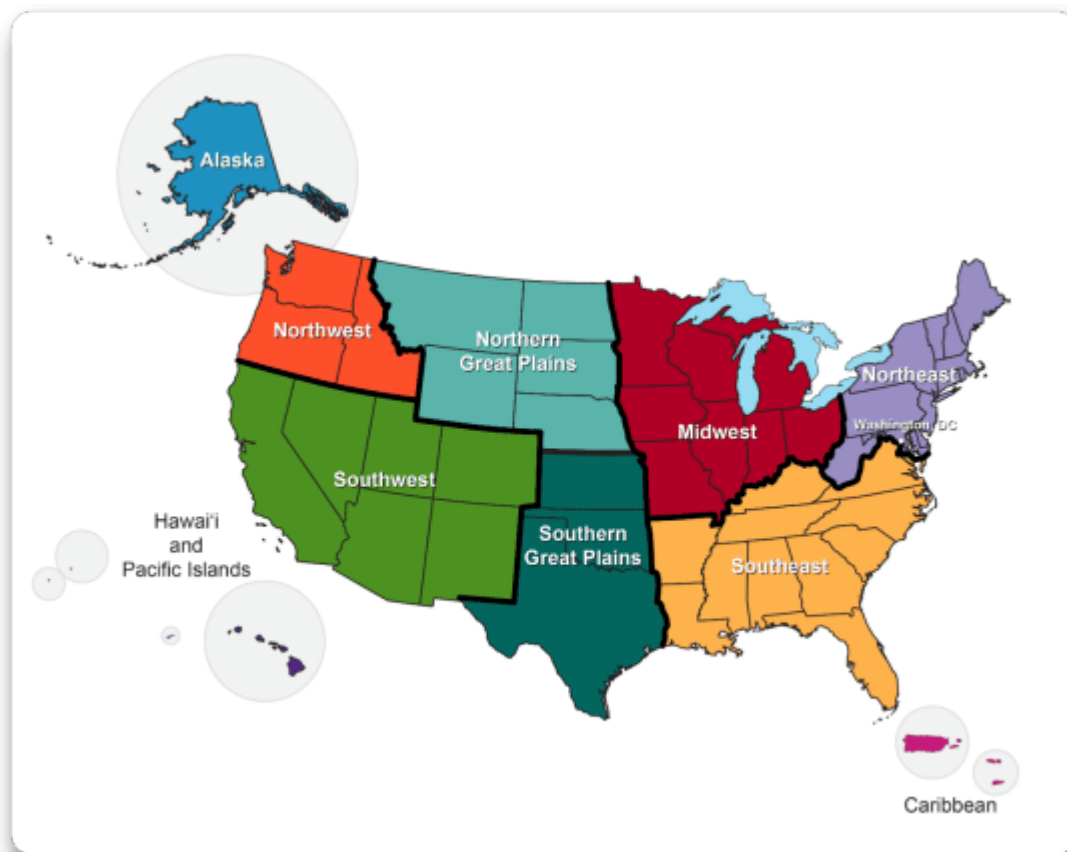 Alaska
Northwest
Northern
Great Plains
Northeast
Washington, DC
Midwest
Southwest
Hawai'i
and
Pacific Islands
Southern
Great Plains
Southeast
Caribbean